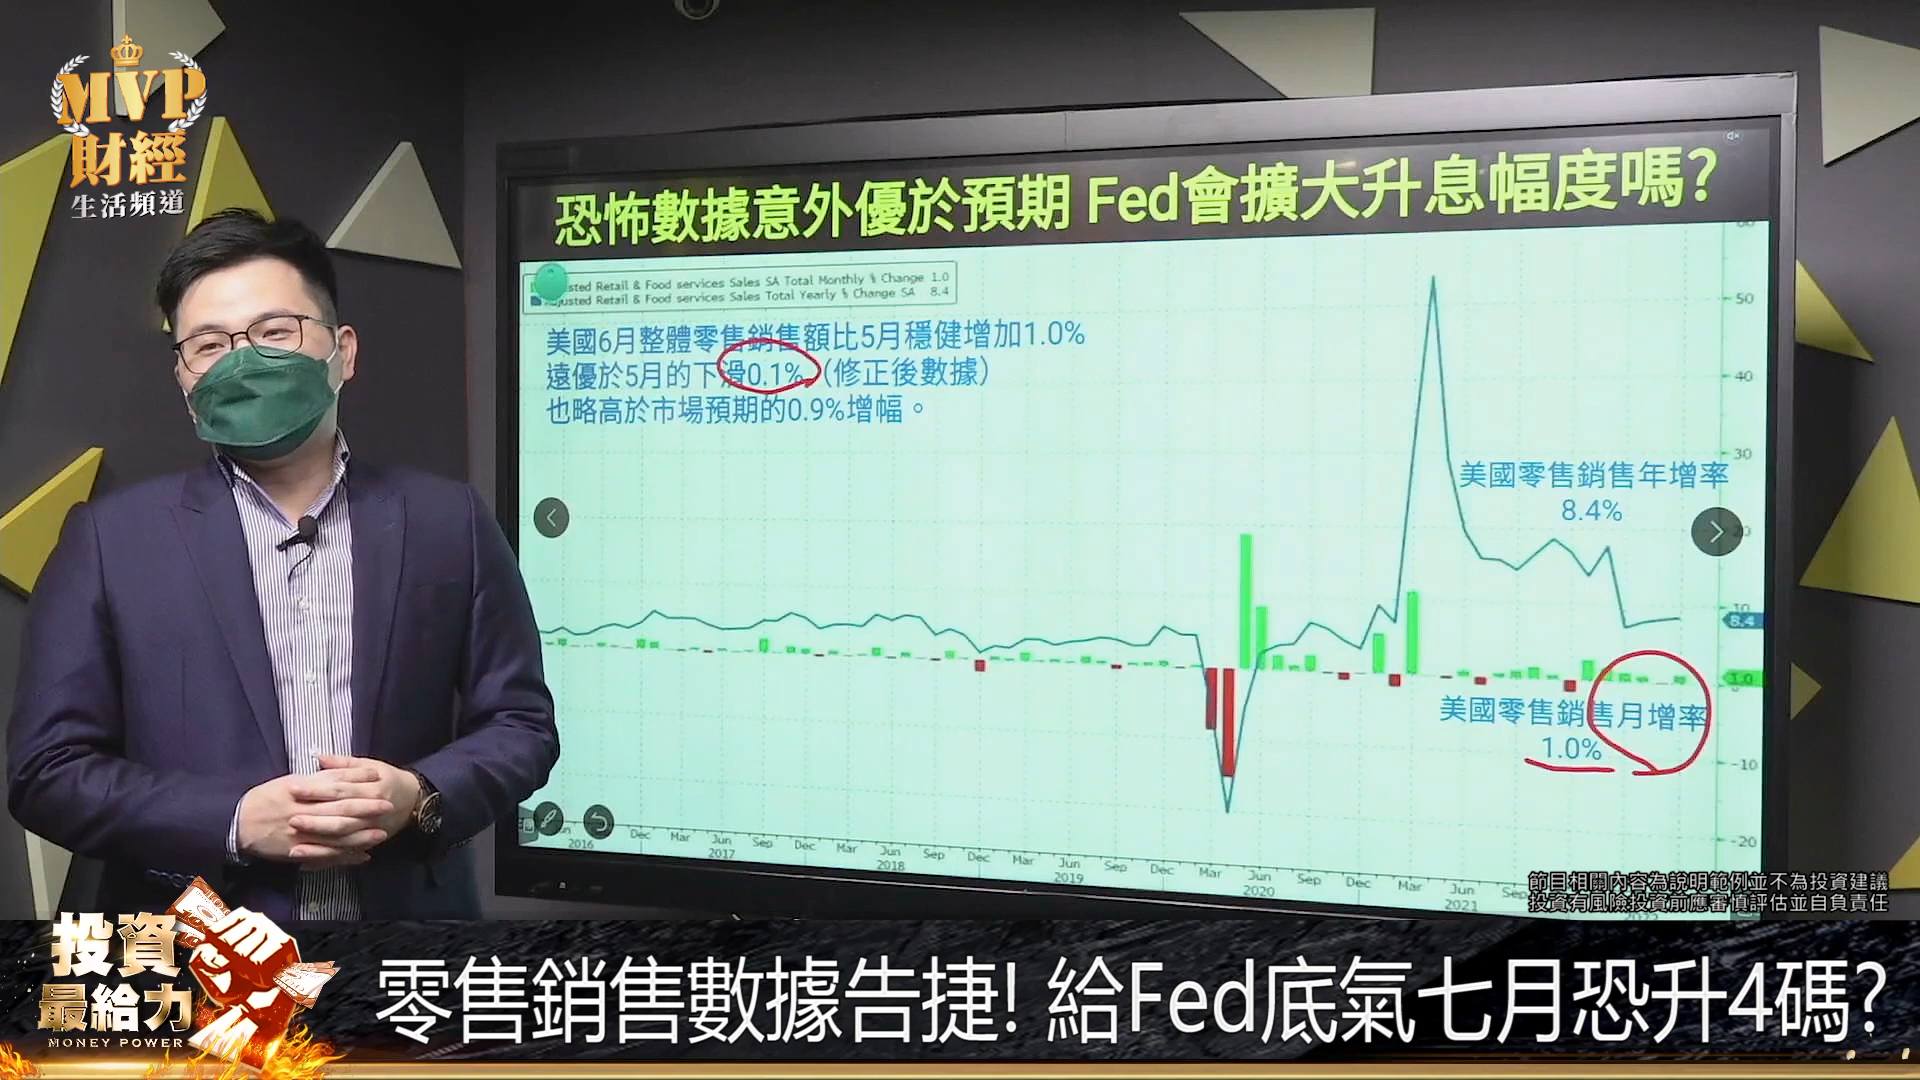 MVP
財經
生活頻道
恐怖數據意外優於預期 Fed會擴大升息幅度嗎?
usted Retail & Food services Sales SA Total Monthly % Change 1.0
Adjusted Retail & Food services Sales Total Yearly % Change SA 8.4
美國6月整體零售銷售額比5月穩健增加1.0%
遠優於5月的下滑0.1% (修正後數據)
也略高於市場預期的0.9%增幅。
50
40
30
美國零售銷售年增率
8.4%
10
8.4
1.0
美國零售銷售月增率
1.0%
-10
-20
Dec Mar Jun Sep Dec Mar Jun Sep Dec Mar Jun Sep Dec Mar Jun Sep Dec Mar Jun Sep
2016 2017 2018 2019 2020 2021
節目相關內容為說明範例並不為投資建議
投資有風險投資前應審慎評估並自負責任
投資
最給力
MONEY POWER
零售銷售數據告捷! 給Fed底氣七月恐升4碼?